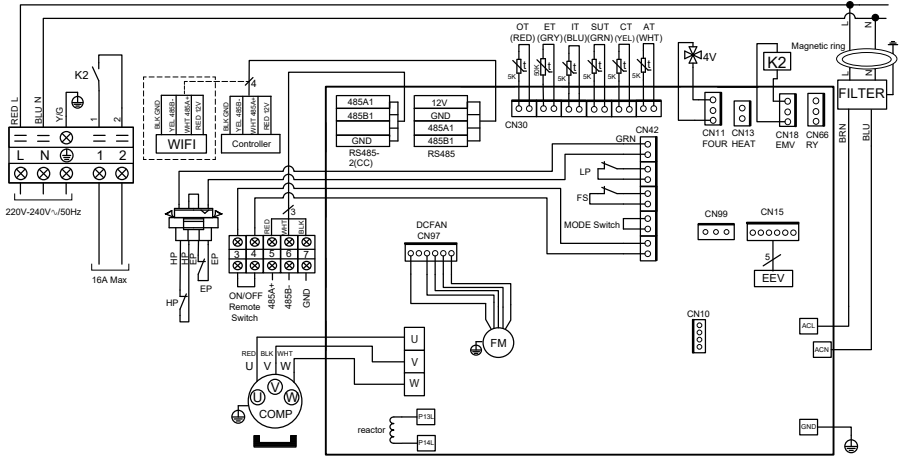 OT ET IT SUT CT AT
(RED) (GRY) (BLU) (GRN) (YEL) (WHT)
5K 50K 5K 5K 5K 5K
t t t t t t
4V
K2
L N
Magnetic ring
L N
FILTER
BRN
BLU
RED L
BLU N
Y/G
K2
1
2
L N 1 2
220V-240V~/50Hz
16A Max
BLK GND
YEL 485B-
WHT 485A+
RED 12V
WIFI
4
BLK GND
YEL 485B-
WHT 485A+
RED 12V
Controller
485A1
485B1
GND
RS485-
2(CC)
12V
GND
485A1
485B1
RS485
CN30
CN42
GRN
LP
FS
MODE Switch
CN11
FOUR
CN13
HEAT
CN18
EMV
CN66
RY
CN99
CN15
5
EEV
HP
HP
EP
EP
HP
EP
3
RED
WHT
BLK
3 4 5 6 7
ON/OFF
Remote
Switch
485A+
485B-
GND
DCFAN
CN97
FM
CN10
ACL
ACN
RED BLK WHT
U V W
U
V
W
U V W
COMP
reactor
P13L
P14L
GND